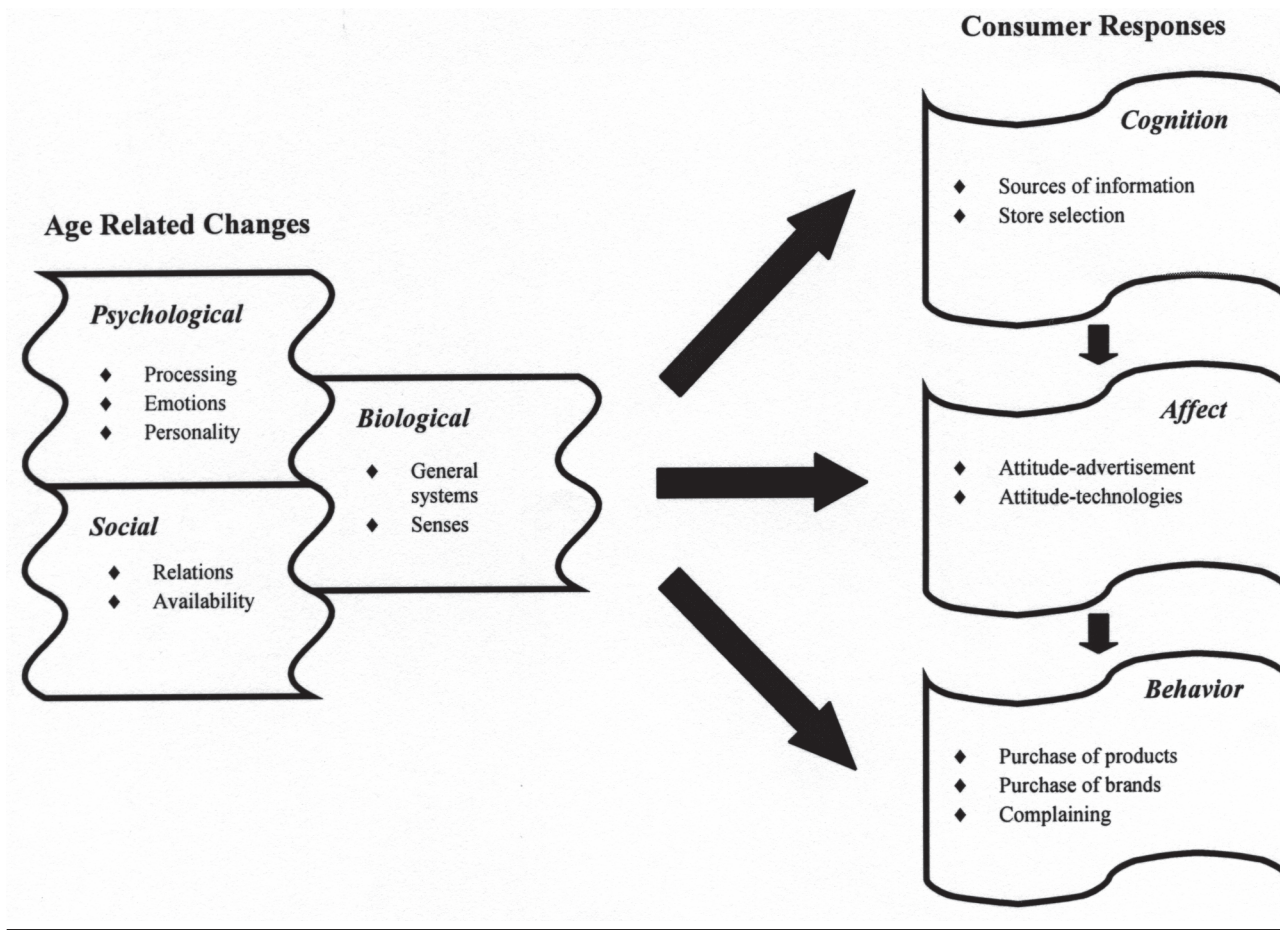 Consumer Responses
Cognition
♦ Sources of information
♦ Store selection
Age Related Changes
Psychological
♦ Processing
♦ Emotions
♦ Personality
Biological
♦ General
systems
♦ Senses
Social
♦ Relations
♦ Availability
Affect
♦ Attitude-advertisement
♦ Attitude-technologies
Behavior
♦ Purchase of products
♦ Purchase of brands
♦ Complaining